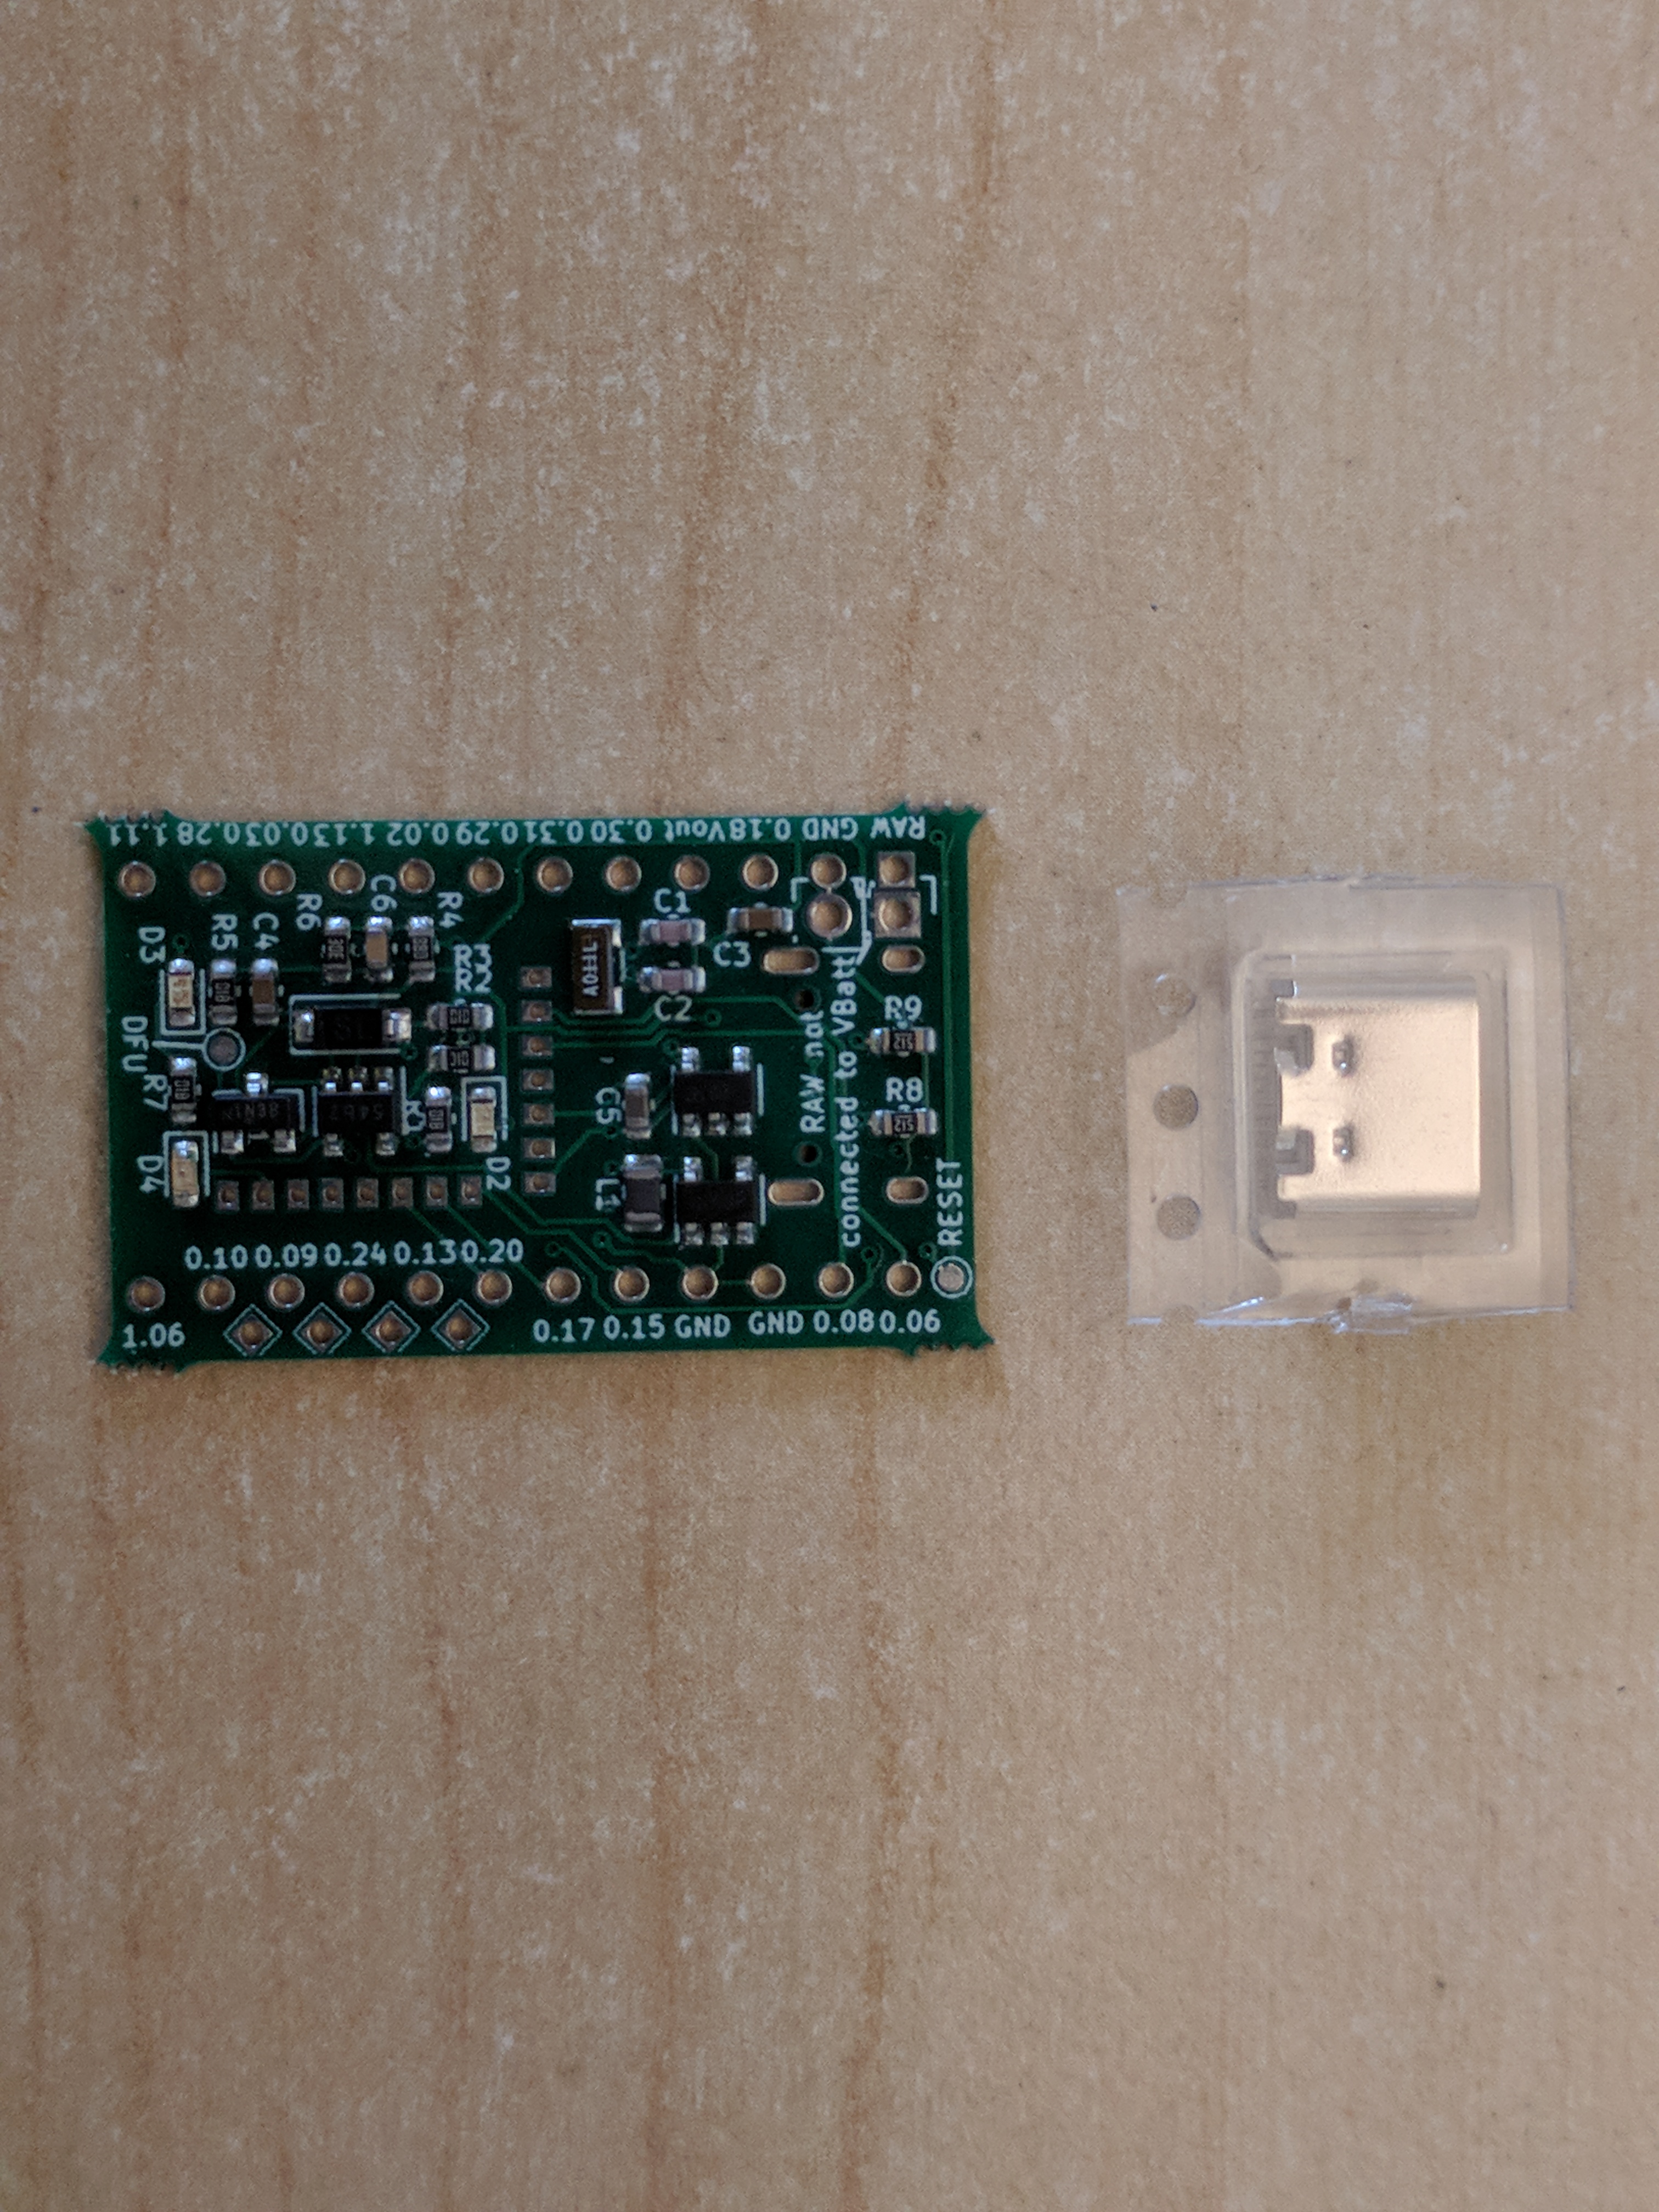 RESET
R9
512
R8
512
connected to VBatt
RAW not
RAW GND 0.18Vout 0.30 0.31 0.29 0.02 1.13 0.03 0.28 1.11
0.06
0.08
GND
GND
0.15
0.17
C3
C1
C2
C5
L1
D2
R3
R2
R4
C6
R6
C4
R5
D3
DFU
R7
D4
0.20
0.13
0.24
0.09
0.10
1.06